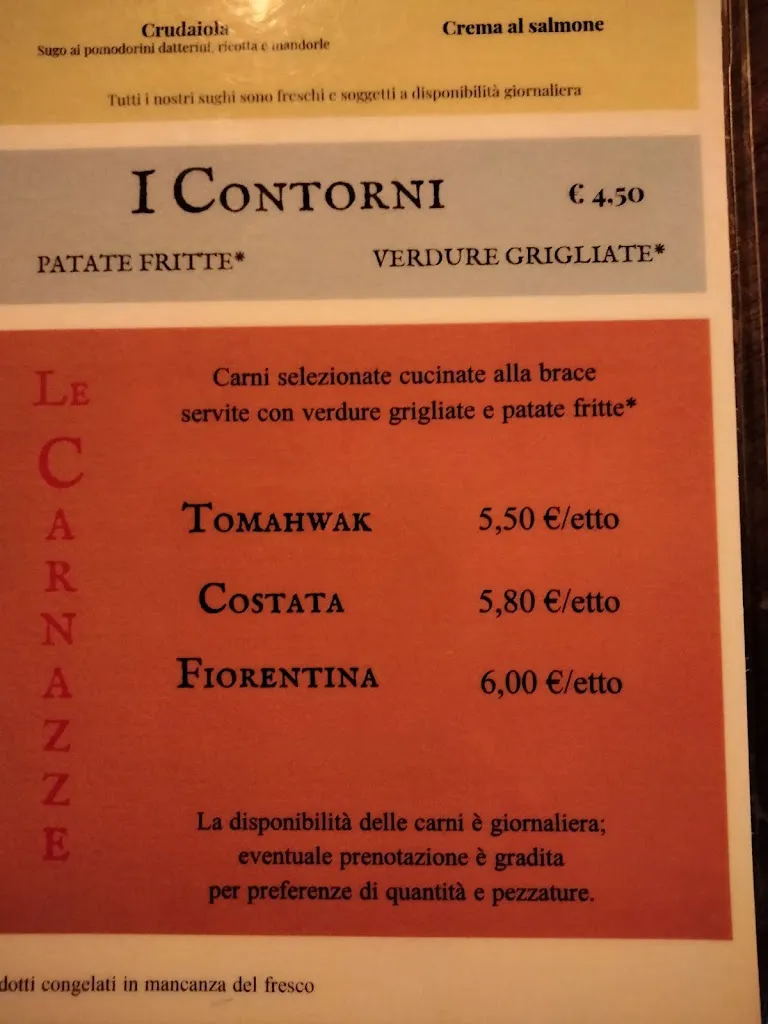 Crudaiola
Crema al salmone
Sugo ai pomodorini datterini, ricotta e mandorle
Tutti i nostri sughi sono freschi e soggetti a disponibilità giornaliera
I CONTORNI € 4,50
PATATE FRITTE* VERDURE GRIGLIATE*
LE CARNAZZE
Carni selezionate cucinate alla brace
servite con verdure grigliate e patate fritte*
TOMAHWAK 5,50 €/etto
COSTATA 5,80 €/etto
FIORENTINA 6,00 €/etto
La disponibilità delle carni è giornaliera;
eventuale prenotazione è gradita
per preferenze di quantità e pezzature.
dotti congelati in mancanza del fresco